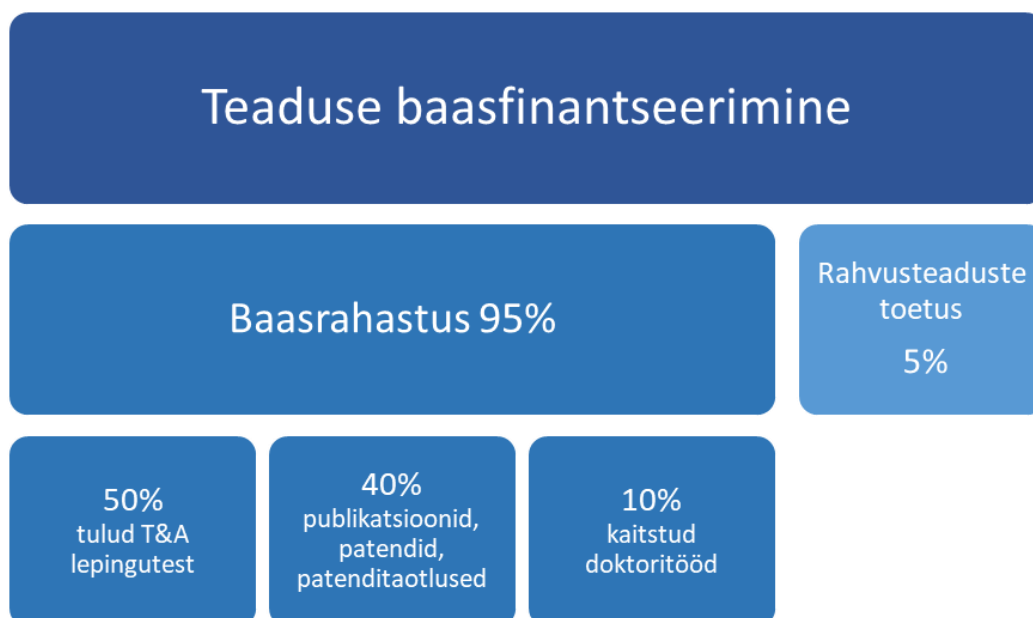 Teaduse baasfinantseerimine
Baasrahastus 95%
Rahvusteaduste
toetus
5%
50%
tulud T&A
lepingutest
40%
publikatsioonid,
patendid,
patenditaotlused
10%
kaitstud
doktoritööd